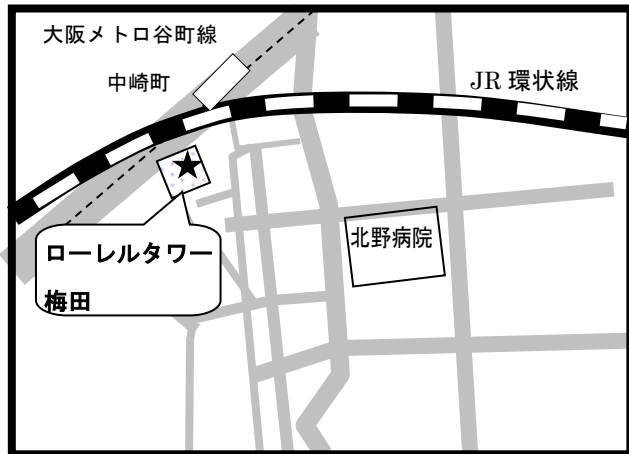 大阪メトロ谷町線
中崎町
JR 環状線
北野病院
ローレルタワー
梅田